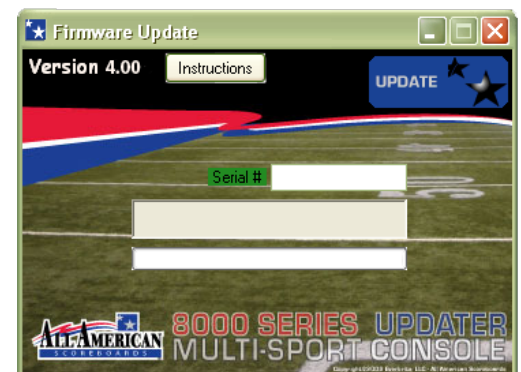 Firmware Update
Version 4.00
Instructions
UPDATE
Serial #
ALL-AMERICAN
SCOREBOARDS
8000 SERIES UPDATER
MULTI-SPORT CONSOLE